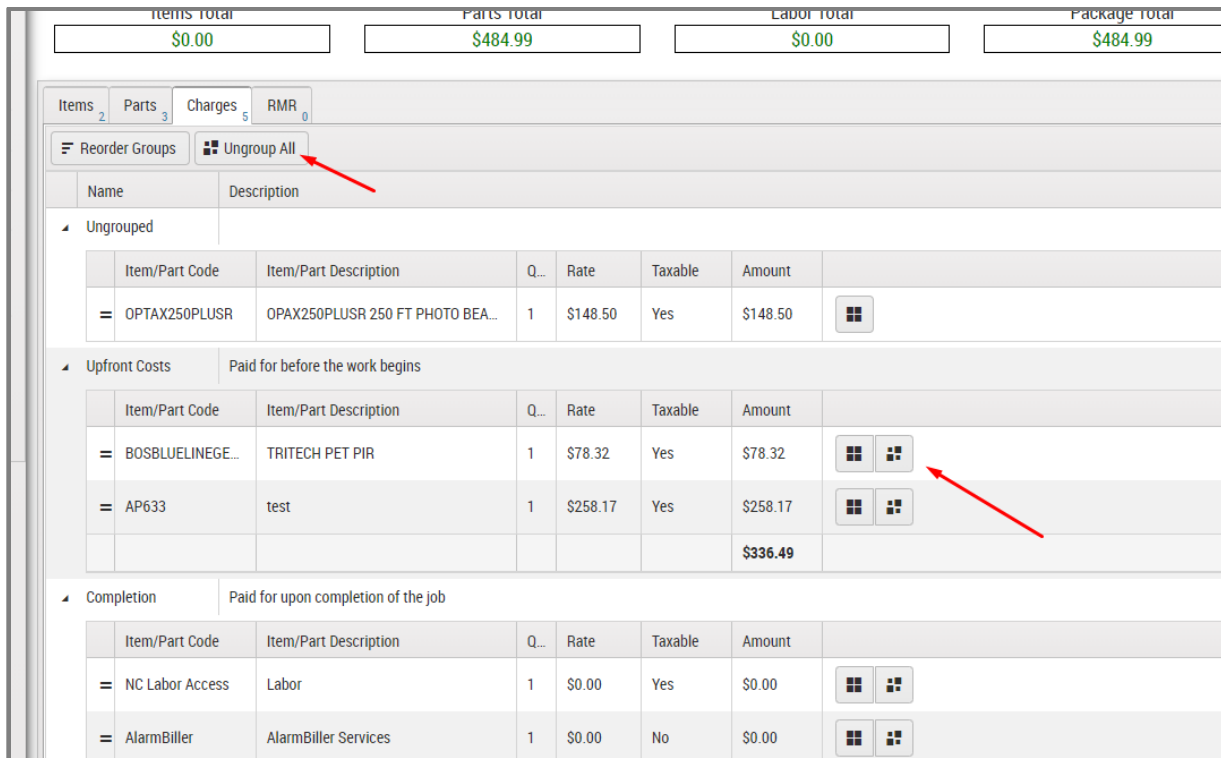 Items Total Parts Total Labor Total Package Total
$0.00 $484.99 $0.00 $484.99
Items 2 Parts 3 Charges 5 RMR 0
Reorder Groups Ungroup All
Name Description
Ungrouped
Item/Part Code Item/Part Description Q... Rate Taxable Amount
OPTAX250PLUSR OPAX250PLUSR 250 FT PHOTO BEA... 1 $148.50 Yes $148.50
Upfront Costs Paid for before the work begins
Item/Part Code Item/Part Description Q... Rate Taxable Amount
BOSBLUELINEGE... TRITECH PET PIR 1 $78.32 Yes $78.32
AP633 test 1 $258.17 Yes $258.17
$336.49
Completion Paid for upon completion of the job
Item/Part Code Item/Part Description Q... Rate Taxable Amount
NC Labor Access Labor 1 $0.00 Yes $0.00
AlarmBiller AlarmBiller Services 1 $0.00 No $0.00